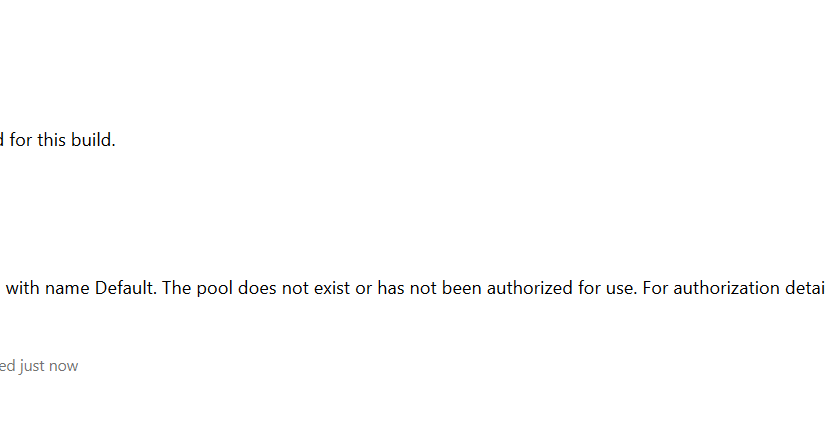 for this build.
with name Default. The pool does not exist or has not been authorized for use. For authorization detai
ed just now